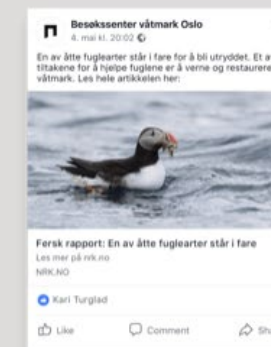 Besøkssenter våtmark Oslo
4. mai kl. 20:02
En av åtte fuglearter står i fare for å bli utryddet. Et a
tiltakene for å hjelpe fuglene er å verne og restaurere
våtmark. Les hele artikkelen her:
Fersk rapport: En av åtte fuglearter står i fare
Les mer på nrk.no
NRK.NO
Kari Turglad
Like Comment Sha